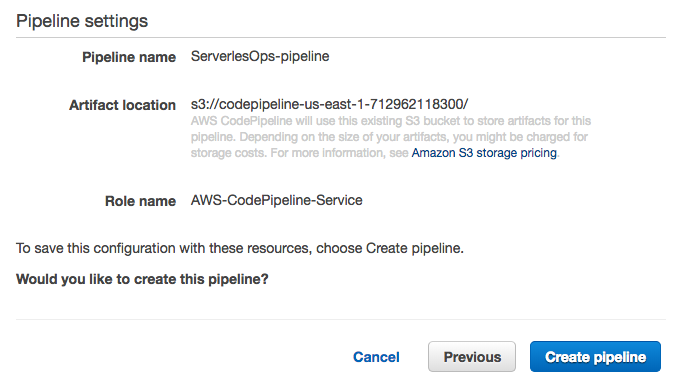 Pipeline settings
Pipeline name ServerlesOps-pipeline
Artifact location s3://codepipeline-us-east-1-712962118300/
AWS CodePipeline will use this existing S3 bucket to store artifacts for this
pipeline. Depending on the size of your artifacts, you might be charged for
storage costs. For more information, see Amazon S3 storage pricing.
Role name AWS-CodePipeline-Service
To save this configuration with these resources, choose Create pipeline.
Would you like to create this pipeline?
Cancel Previous Create pipeline